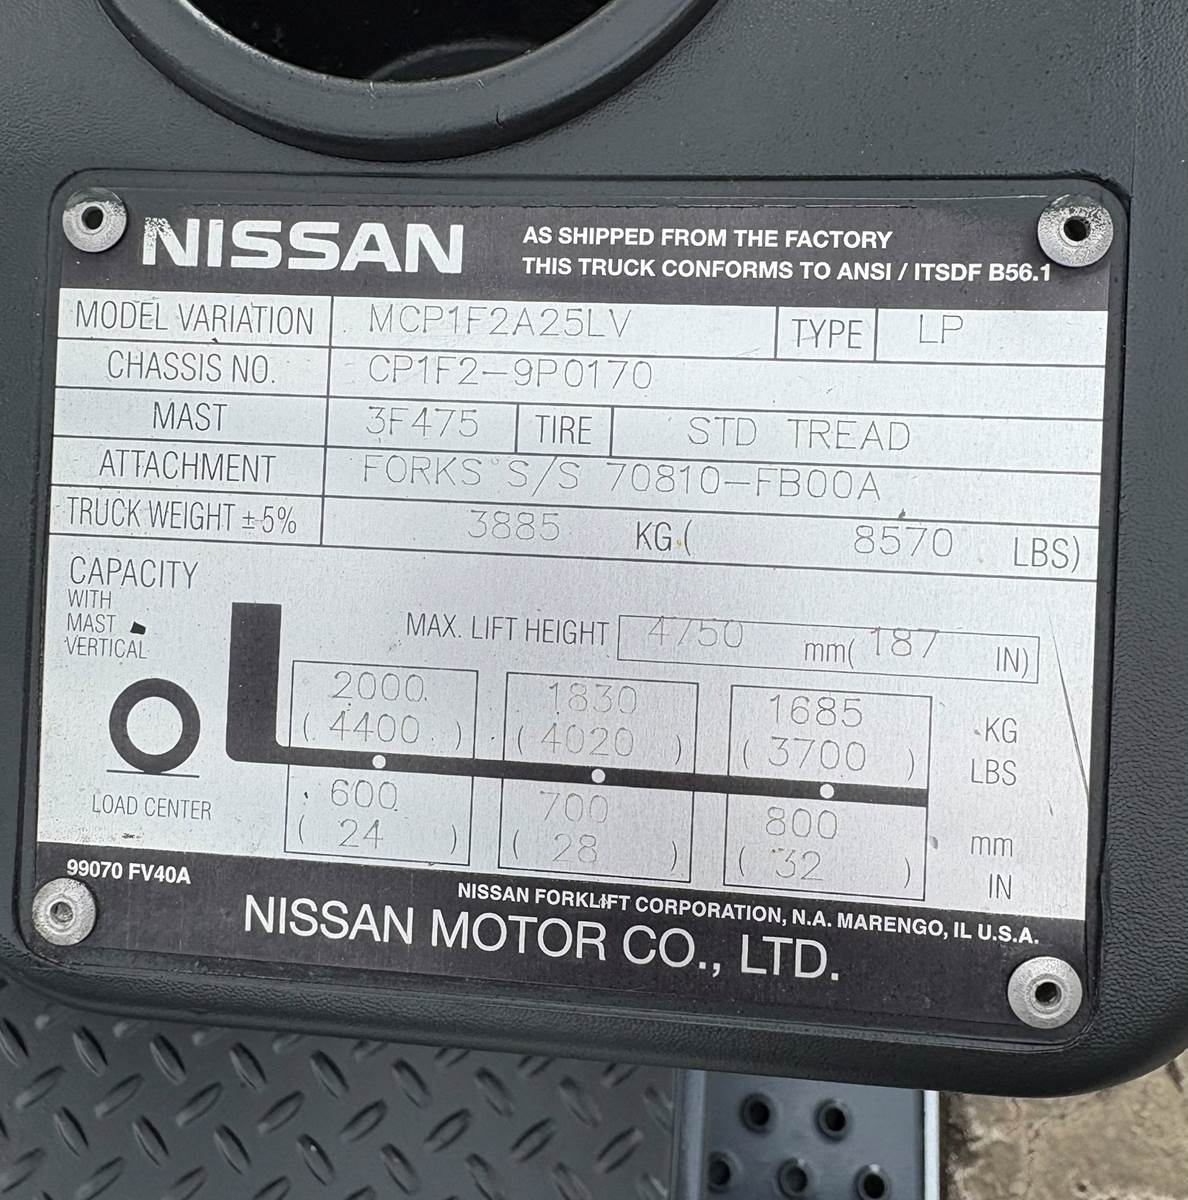 NISSAN
AS SHIPPED FROM THE FACTORY
THIS TRUCK CONFORMS TO ANSI / ITSDF B56.1
MODEL VARIATION MCP1F2A25LV TYPE LP
CHASSIS NO. CP1F2-9P0170
MAST 3F475 TIRE STD TREAD
ATTACHMENT FORKS S/S 70810-FB00A
TRUCK WEIGHT ±5% 3885 KG ( 8570 LBS)
CAPACITY
WITH
MAST
VERTICAL
MAX. LIFT HEIGHT 4750 mm( 187 IN)
2000 1830 1685 KG
( 4400 ) ( 4020 ) ( 3700 ) LBS
LOAD CENTER
600 700 800 mm
( 24 ) ( 28 ) ( 32 ) IN
99070 FV40A
NISSAN FORKLIFT CORPORATION, N.A. MARENGO, IL U.S.A.
NISSAN MOTOR CO., LTD.